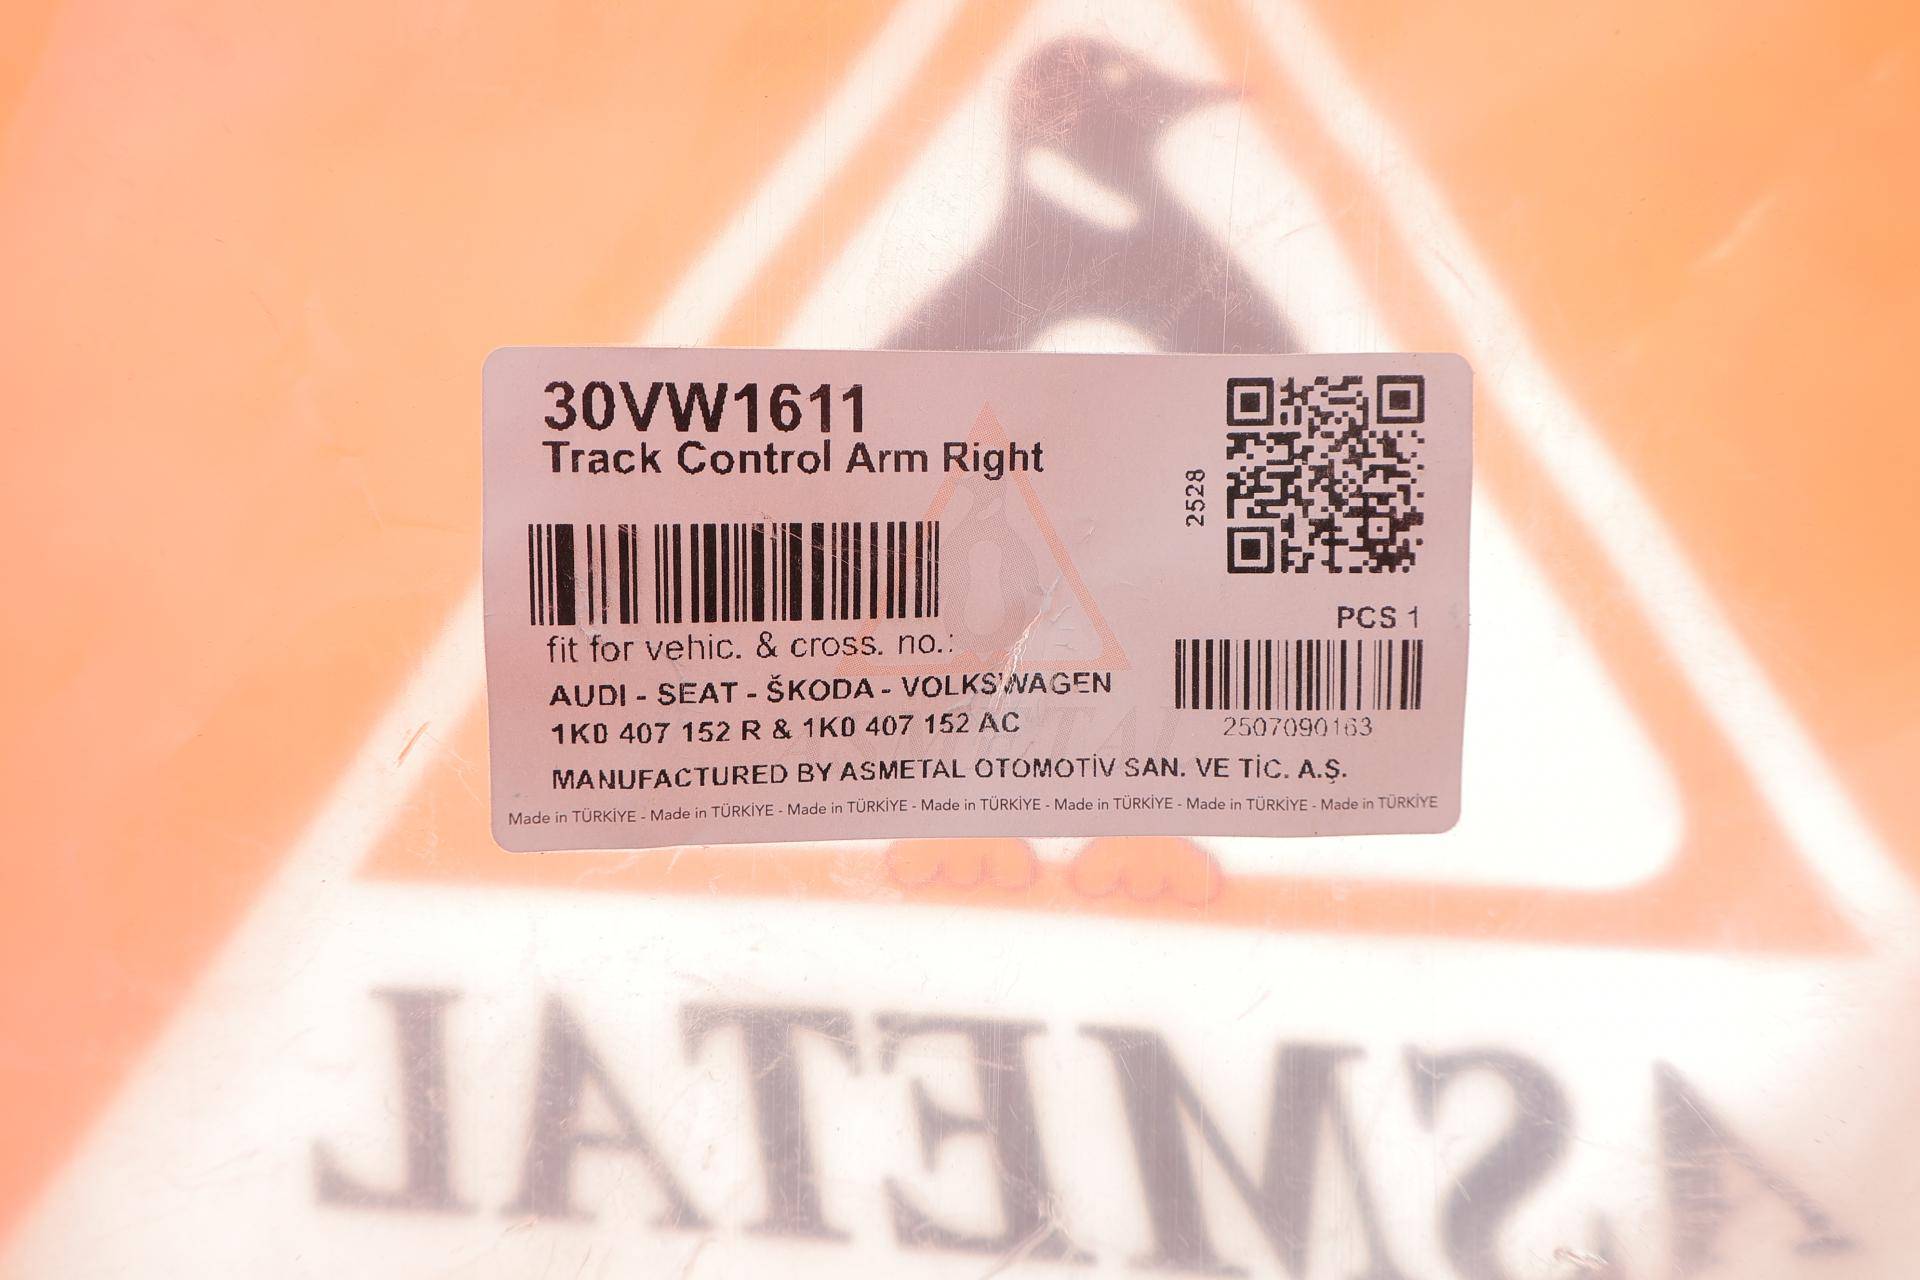 30VW1611
Track Control Arm Right
2528
fit for vehic. & cross. no.:
PCS 1
AUDI - SEAT - ŠKODA - VOLKSWAGEN
1K0 407 152 R & 1K0 407 152 AC
2507090163
MANUFACTURED BY ASMETAL OTOMOTİV SAN. VE TİC. A.Ş.
Made in TÜRKİYE - Made in TÜRKİYE - Made in TÜRKİYE - Made in TÜRKİYE - Made in TÜRKİYE - Made in TÜRKİYE - Made in TÜRKİYE
ASMETAL
ASMETAL